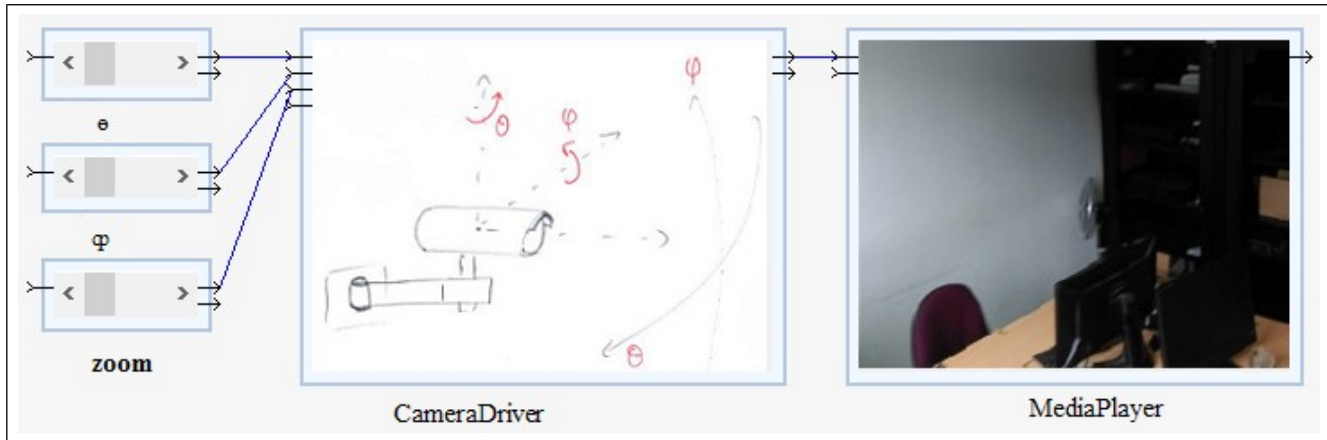 ɵ
φ
zoom
θ
φ
φ
θ
CameraDriver
MediaPlayer